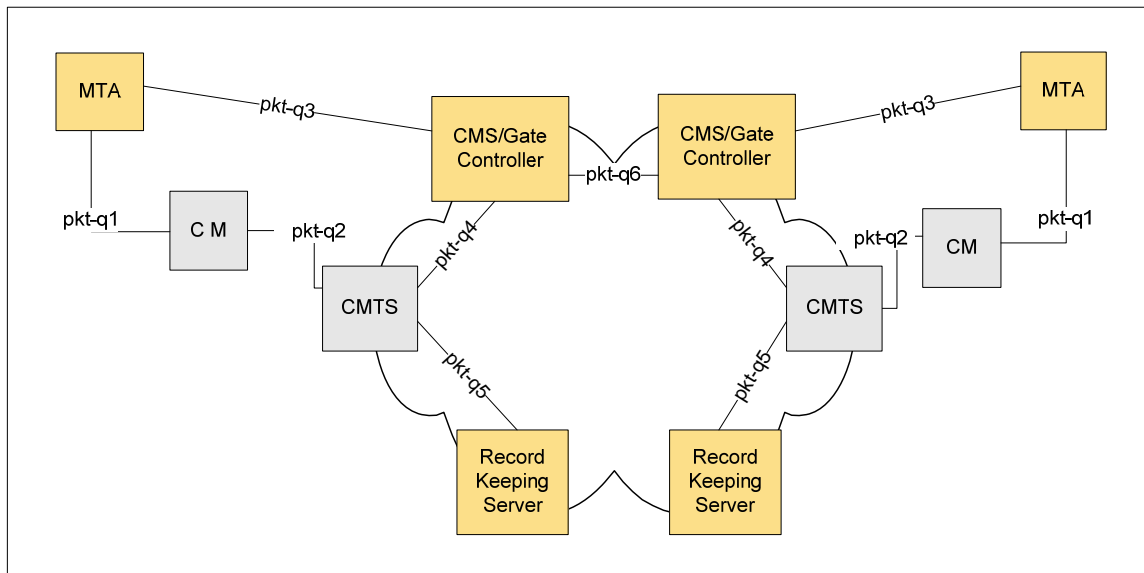 MTA
pkt-q3
CMS/Gate
Controller
pkt-q6
CMS/Gate
Controller
pkt-q3
MTA
pkt-q1
C M
pkt-q2
pkt-q4
CMTS
pkt-q4
CMTS
pkt-q2
CM
pkt-q1
pkt-q5
Record
Keeping
Server
pkt-q5
Record
Keeping
Server